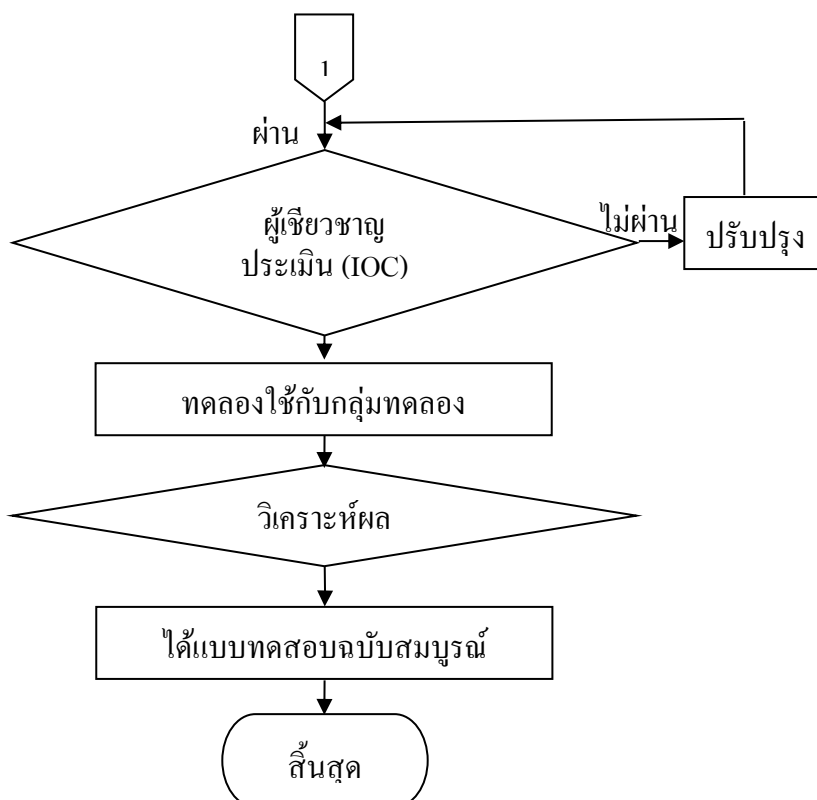 1
ผ่าน
ผู้เชียวชาญ
ประเมิน (IOC)
ไม่ผ่าน
ปรับปรุง
ทดลองใช้กับกลุ่มทดลอง
วิเคราะห์ผล
ได้แบบทดสอบฉบับสมบูรณ์
สิ้นสุด